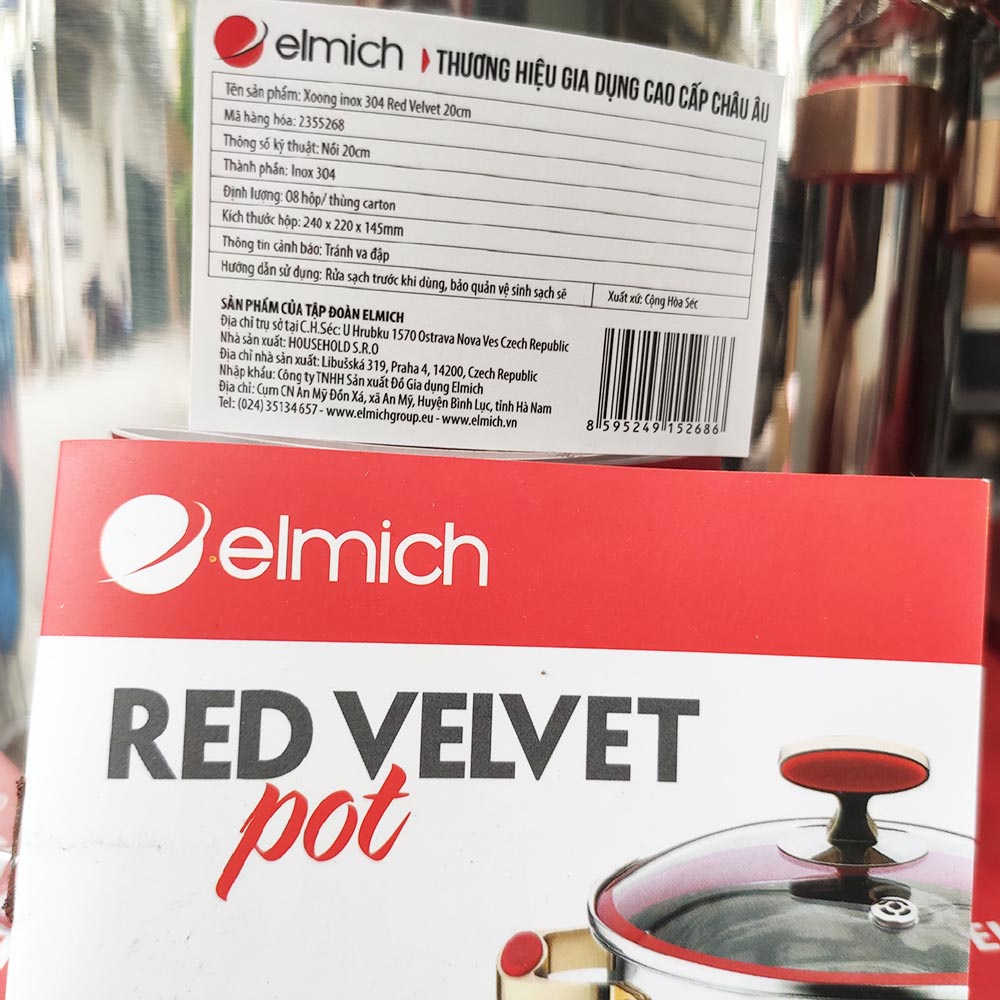 elmich THƯƠNG HIỆU GIA DỤNG CAO CẤP CHÂU ÂU
Tên sản phẩm: Xoong inox 304 Red Velvet 20cm
Mã hàng hóa: 2355268
Thông số kỹ thuật: Nồi 20cm
Thành phần: Inox 304
Định lượng: 08 hộp/ thùng carton
Kích thước hộp: 240 x 220 x 145mm
Thông tin cảnh báo: Tránh va đập
Hướng dẫn sử dụng: Rửa sạch trước khi dùng, bảo quản vệ sinh sạch sẽ
Xuất xứ: Cộng Hòa Séc
SẢN PHẨM CỦA TẬP ĐOÀN ELMICH
Địa chỉ trụ sở tại C.H.Séc: U Hrubku 1570 Ostrava Nova Ves Czech Republic
Nhà sản xuất: HOUSEHOLD S.R.O
Địa chỉ nhà sản xuất: Libušská 319, Praha 4, 14200, Czech Republic
Nhập khẩu: Công ty TNHH Sản xuất Đồ Gia dụng Elmich
Địa chỉ: Cụm CN An Mỹ Đồn Xá, xã An Mỹ, Huyện Bình Lục, tỉnh Hà Nam
Tel: (024) 35134 657 - www.elmichgroup.eu - www.elmich.vn
8 595249 152686
elmich
RED VELVET
pot